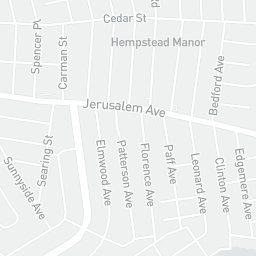 Cedar St
Spencer Pl
Carman St
Hempstead Manor
Bedford Ave
Jerusalem Ave
Searing St
Sunnyside Ave
Elmwood Ave
Patterson Ave
Florence Ave
Paff Ave
Leonard Ave
Clinton Ave
Edgemere Ave